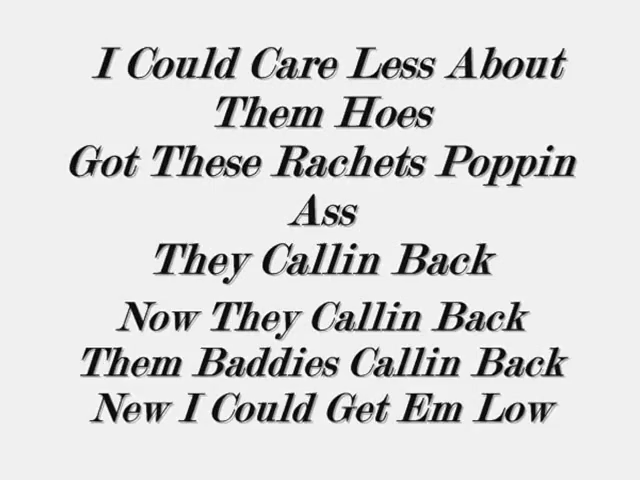 I Could Care Less About
Them Hoes
Got These Rachets Poppin
Ass
They Callin Back
Now They Callin Back
Them Baddies Callin Back
New I Could Get Em Low